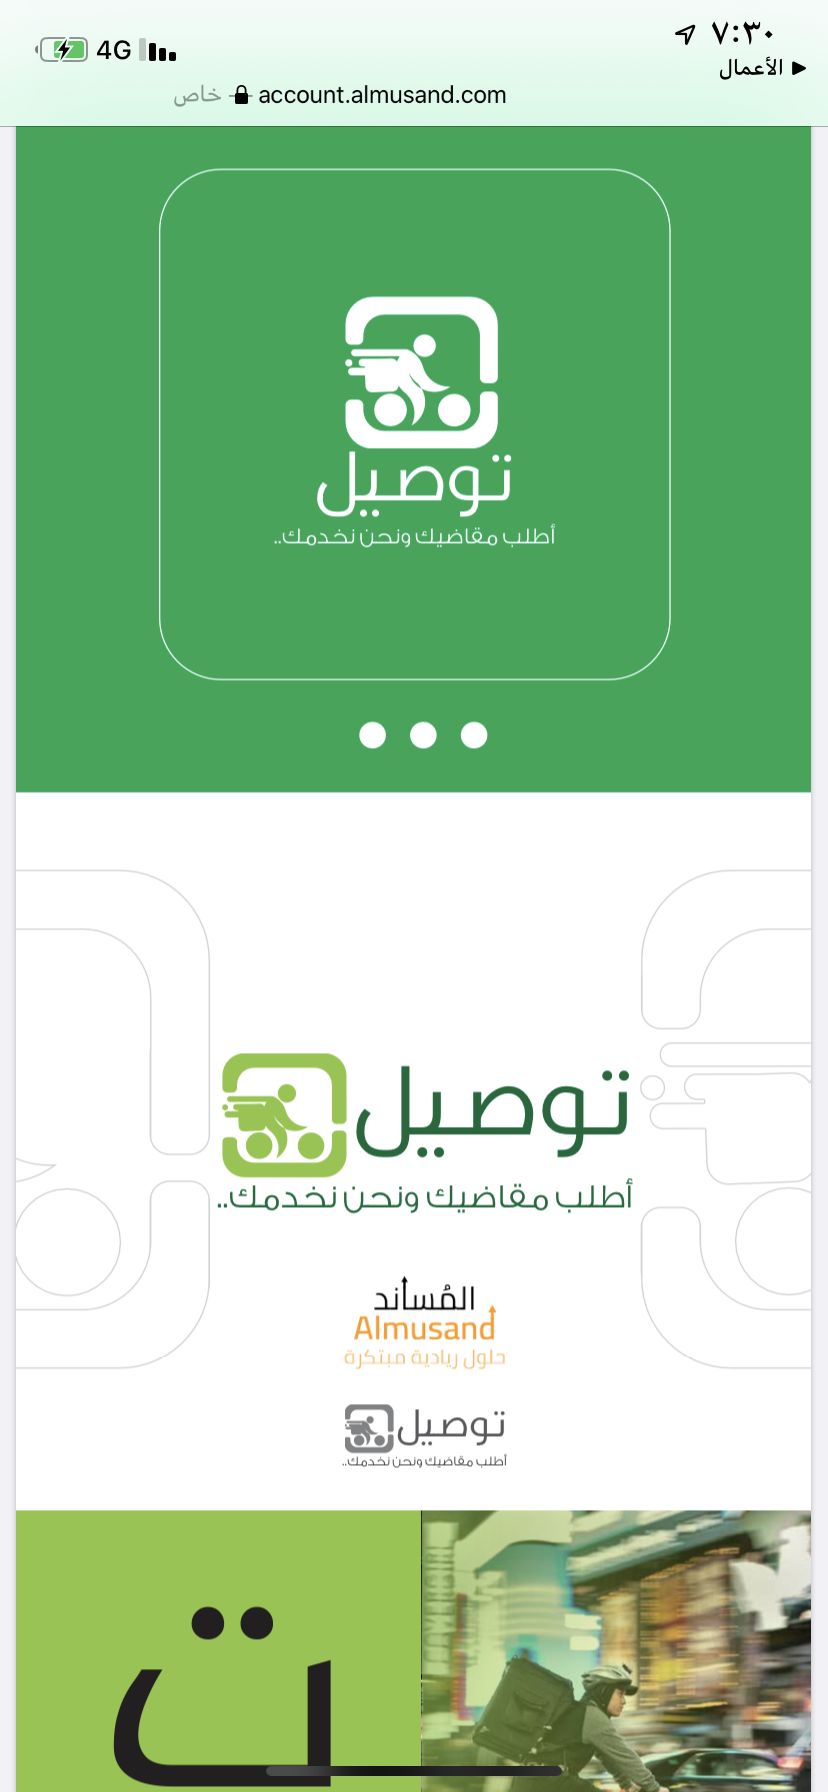 ٧:٣٠
4G
الأعمال
account.almusand.com — خاص
توصيل
أطلب مقاضيك ونحن نخدمك..
توصيل
أطلب مقاضيك ونحن نخدمك..
المُساند
Almusand
حلول ريادية مبتكرة
توصيل
أطلب مقاضيك ونحن نخدمك..
ت